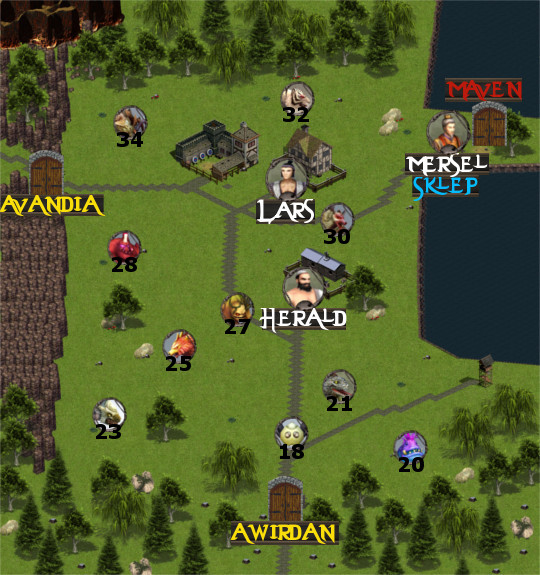 MAVEN
32
34
MERSEL
SKLEP
AVANDIA
LARS
30
28
HERALD
27
25
21
23
18
20
AWIRDAN